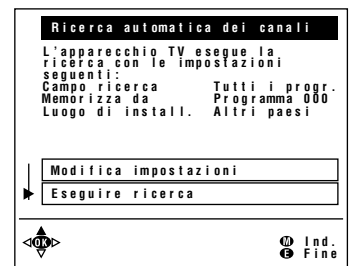 Ricerca automatica dei canali
L'apparecchio TV esegue la
ricerca con le impostazioni
seguenti:
Campo ricerca Tutti i progr.
Memorizza da Programma 000
Luogo di install. Altri paesi
Modifica impostazioni
Eseguire ricerca
OK
M Ind.
E Fine